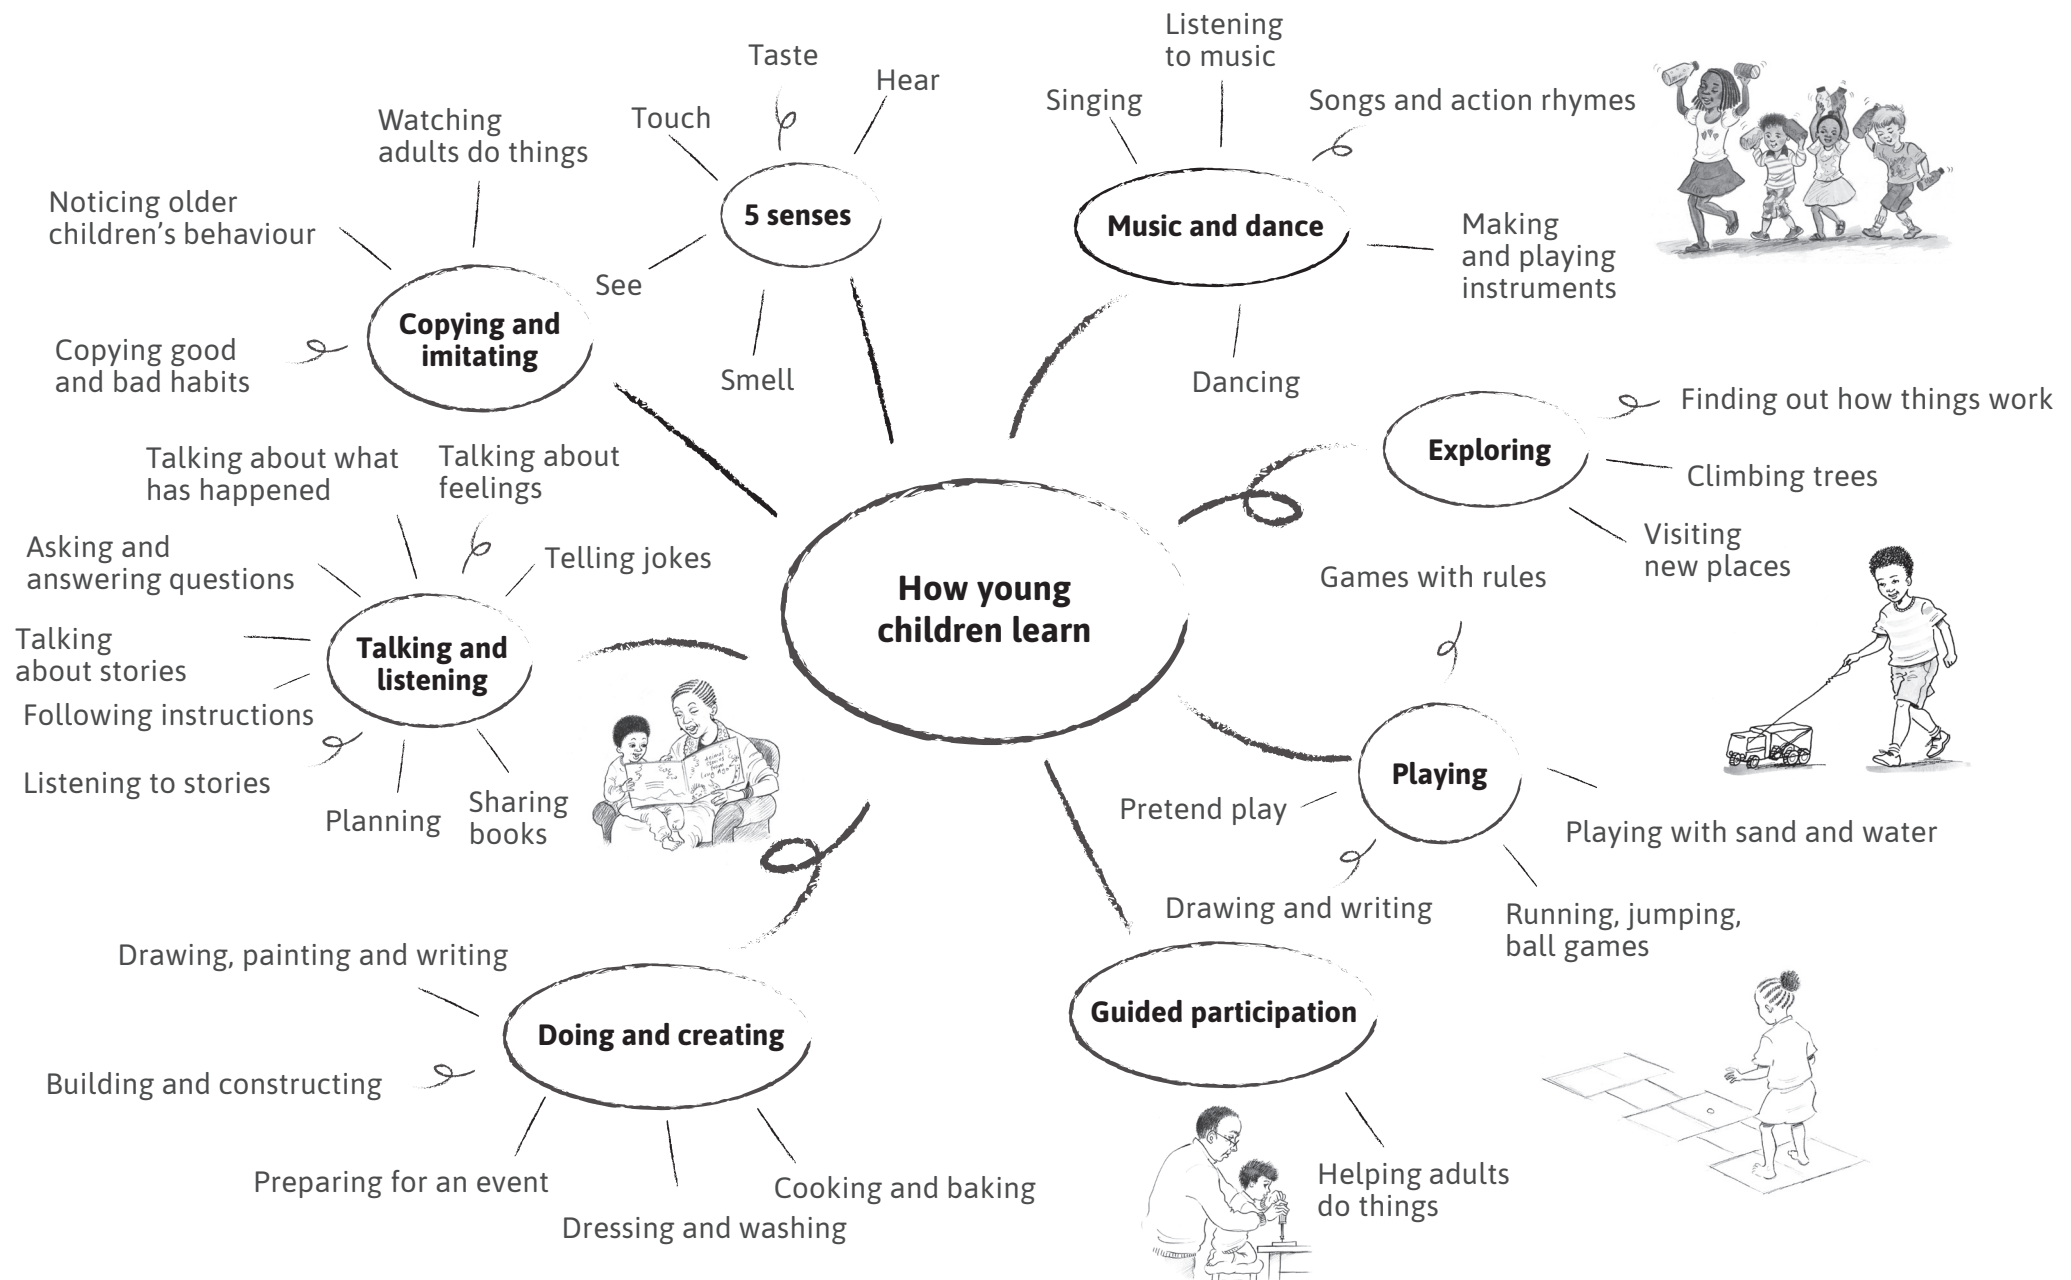 How young
children learn
5 senses
Touch
Taste
Hear
See
Smell
Music and dance
Singing
Listening
to music
Songs and action rhymes
Making
and playing
instruments
Dancing
Exploring
Finding out how things work
Climbing trees
Visiting
new places
Playing
Games with rules
Pretend play
Drawing and writing
Running, jumping,
ball games
Playing with sand and water
Guided participation
Helping adults
do things
Doing and creating
Drawing, painting and writing
Building and constructing
Preparing for an event
Dressing and washing
Cooking and baking
Talking and
listening
Talking about what
has happened
Talking about
feelings
Telling jokes
Asking and
answering questions
Talking
about stories
Following instructions
Listening to stories
Planning
Sharing
books
Copying and
imitating
Watching
adults do things
Noticing older
children’s behaviour
Copying good
and bad habits